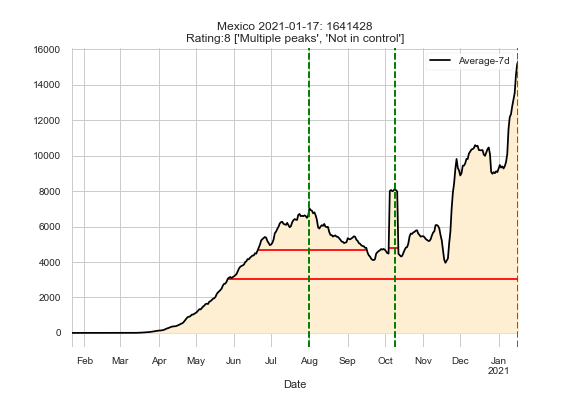 Mexico 2021-01-17: 1641428
Rating:8 ['Multiple peaks', 'Not in control']
Average-7d
16000
14000
12000
10000
8000
6000
4000
2000
0
Feb Mar Apr May Jun Jul Aug Sep Oct Nov Dec Jan
2021
Date